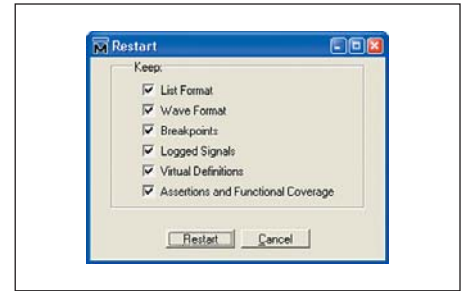 Restart
Keep:
List Format
Wave Format
Breakpoints
Logged Signals
Virtual Definitions
Assertions and Functional Coverage
Restart Cancel